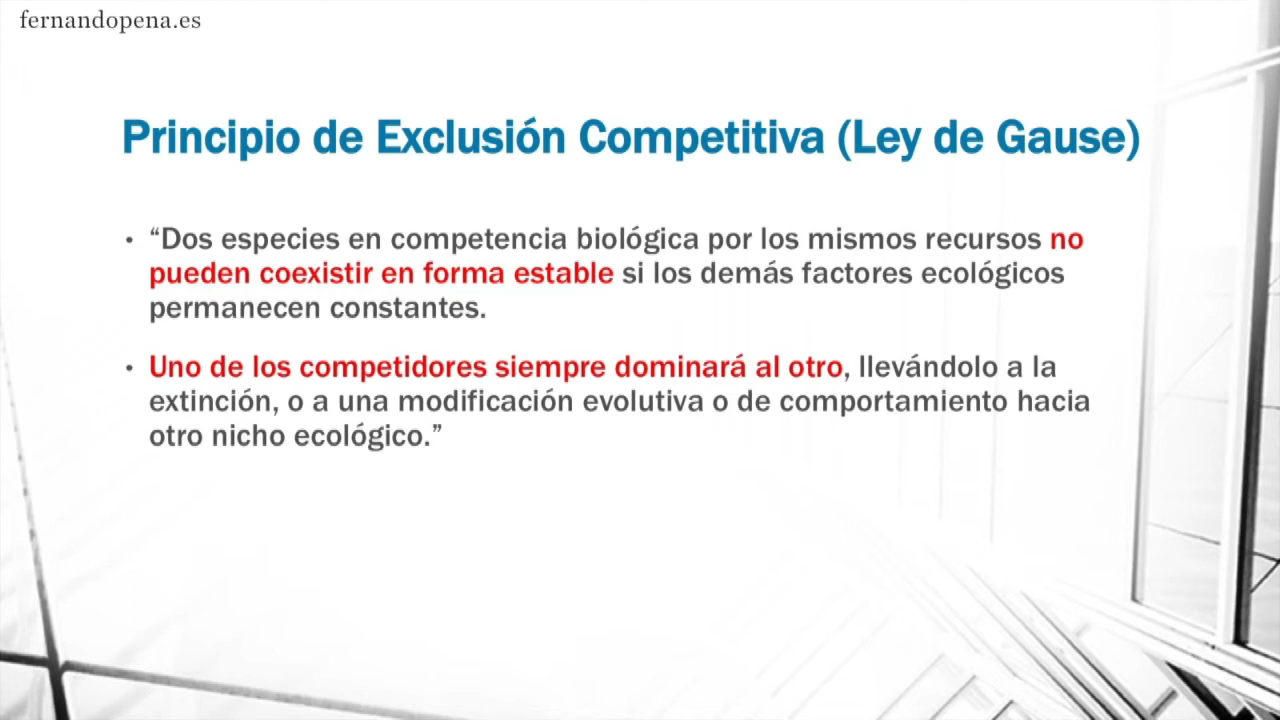 fernandopena.es
Principio de Exclusión Competitiva (Ley de Gause)
• “Dos especies en competencia biológica por los mismos recursos no
pueden coexistir en forma estable si los demás factores ecológicos
permanecen constantes.
• Uno de los competidores siempre dominará al otro, llevándolo a la
extinción, o a una modificación evolutiva o de comportamiento hacia
otro nicho ecológico.”